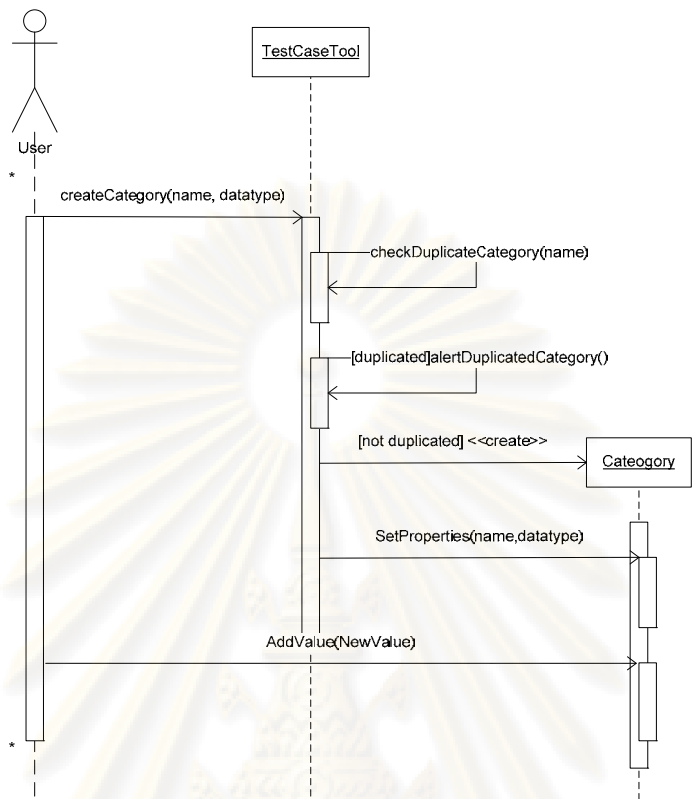 TestCaseTool
User
*
createCategory(name, datatype)
checkDuplicateCategory(name)
[duplicated]alertDuplicatedCategory()
[not duplicated] <<create>>
Cateogory
SetProperties(name,datatype)
AddValue(NewValue)
*